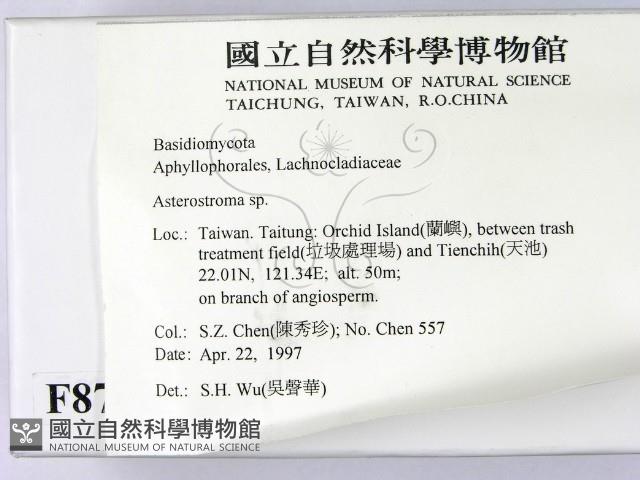 國立自然科學博物館
NATIONAL MUSEUM OF NATURAL SCIENCE
TAICHUNG, TAIWAN, R.O.CHINA
Basidiomycota
Aphyllophorales, Lachnocladiaceae
Asterostroma sp.
Loc.: Taiwan. Taitung: Orchid Island(蘭嶼), between trash
treatment field(垃圾處理場) and Tienchih(天池)
22.01N, 121.34E; alt. 50m;
on branch of angiosperm.
Col.: S.Z. Chen(陳秀珍); No. Chen 557
Date: Apr. 22, 1997
Det.: S.H. Wu(吳聲華)
F87
國立自然科學博物館
NATIONAL MUSEUM OF NATURAL SCIENCE